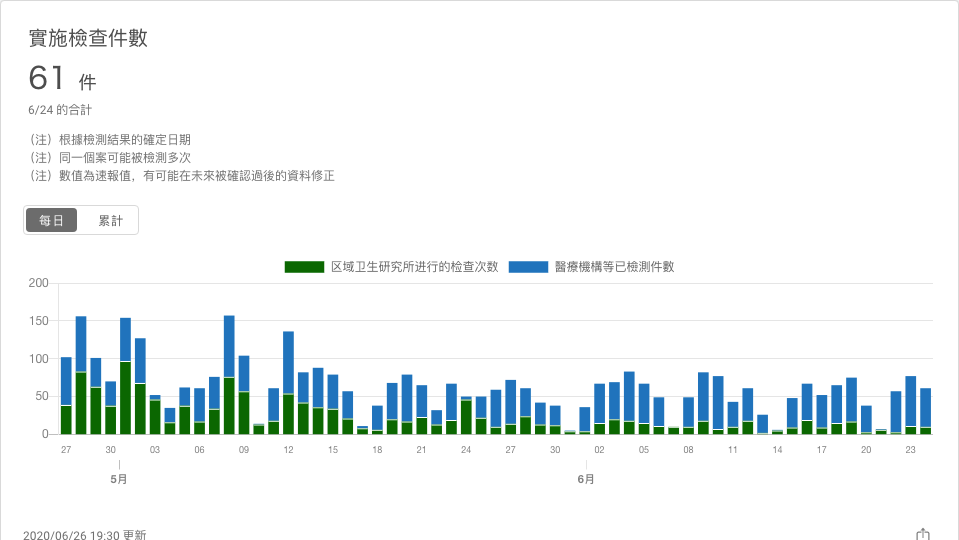 實施檢查件數
61 件
6/24 的合計
（注）根據檢測結果的確定日期
（注）同一個案可能被檢測多次
（注）數值為速報值，有可能在未來被確認過後的資料修正
每日 累計
区域卫生研究所进行的检查次数 醫療機構等已檢測件數
200
150
100
50
0
27 30 03 06 09 12 15 18 21 24 27 30 02 05 08 11 14 17 20 23
5月 6月
2020/06/26 19:30 更新